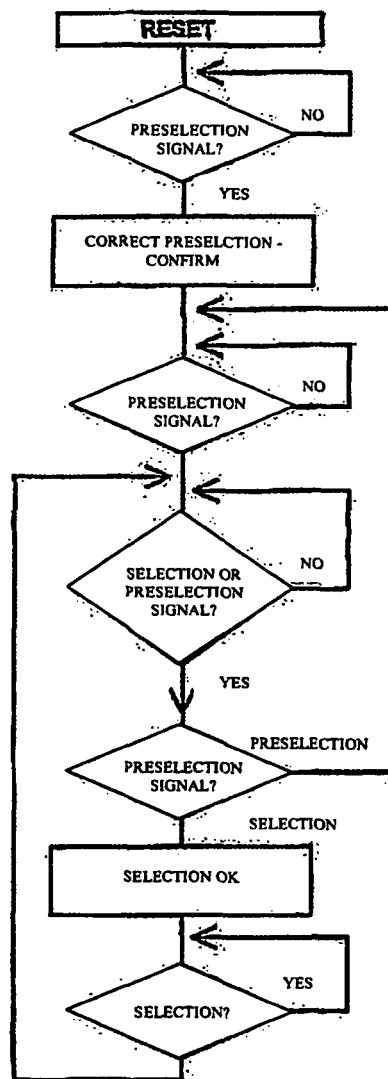 RESET
NO
PRESELECTION
SIGNAL?
YES
CORRECT PRESELCTION -
CONFIRM
NO
PRESELECTION
SIGNAL?
NO
SELECTION OR
PRESELECTION
SIGNAL?
YES
PRESELECTION
PRESELECTION
SIGNAL?
SELECTION
SELECTION OK
YES
SELECTION?